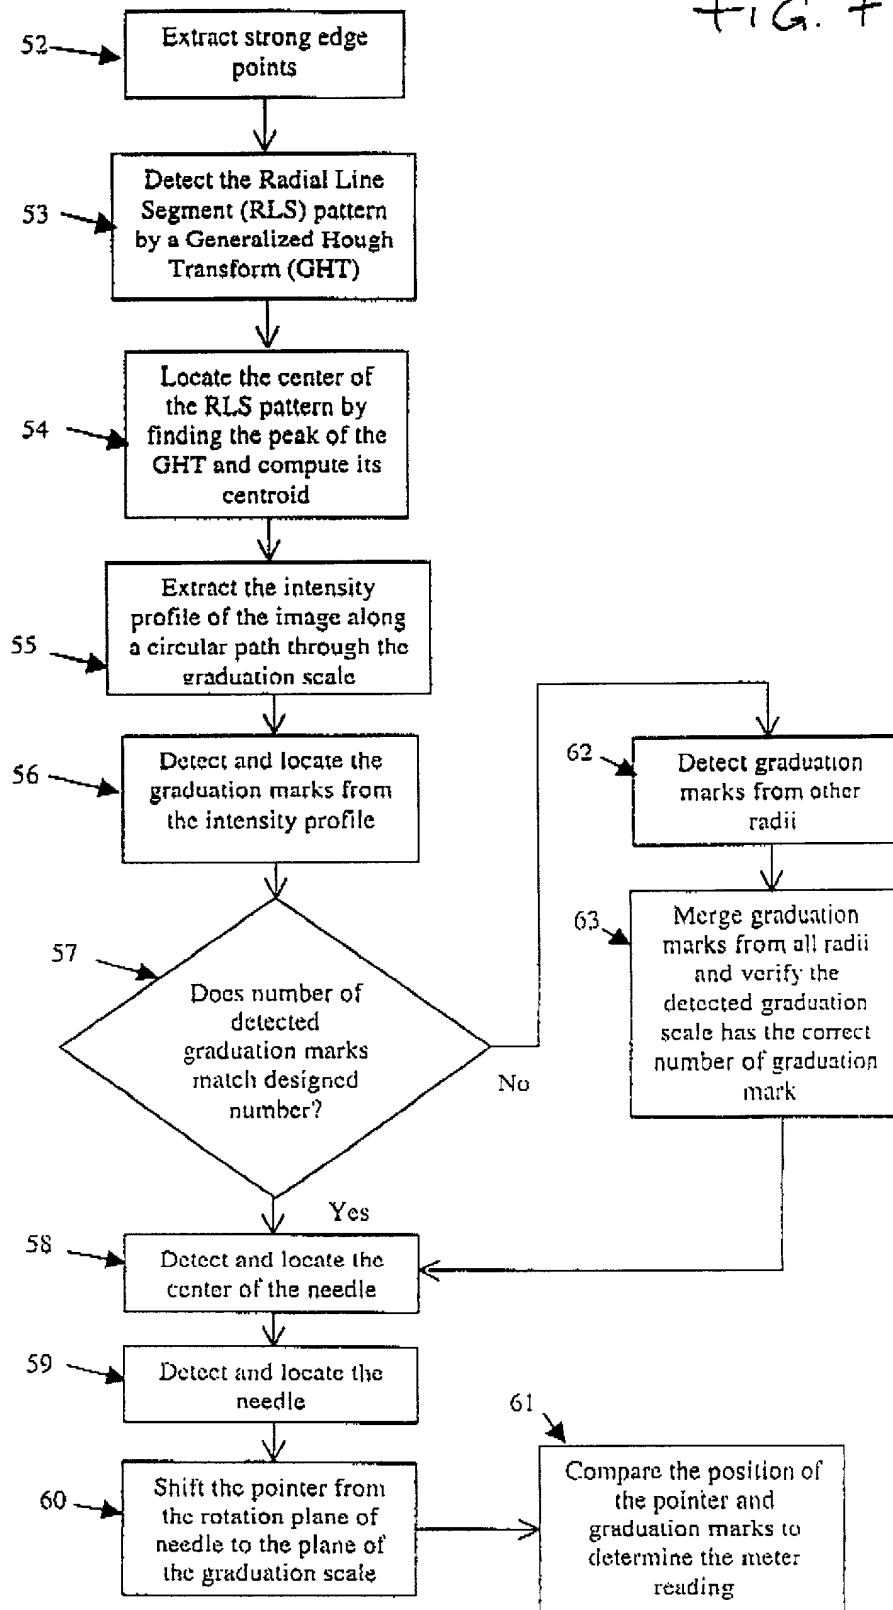 FIG. 7
52
Extract strong edge
points
53
Detect the Radial Line
Segment (RLS) pattern
by a Generalized Hough
Transform (GHT)
54
Locate the center of
the RLS pattern by
finding the peak of the
GHT and compute its
centroid
55
Extract the intensity
profile of the image along
a circular path through the
graduation scale
56
Detect and locate the
graduation marks from
the intensity profile
57
Does number of
detected
graduation marks
match designed
number?
No
Yes
62
Detect graduation
marks from other
radii
63
Merge graduation
marks from all radii
and verify the
detected graduation
scale has the correct
number of graduation
mark
58
Detect and locate the
center of the needle
59
Detect and locate the
needle
60
Shift the pointer from
the rotation plane of
needle to the plane of
the graduation scale
61
Compare the position of
the pointer and
graduation marks to
determine the meter
reading